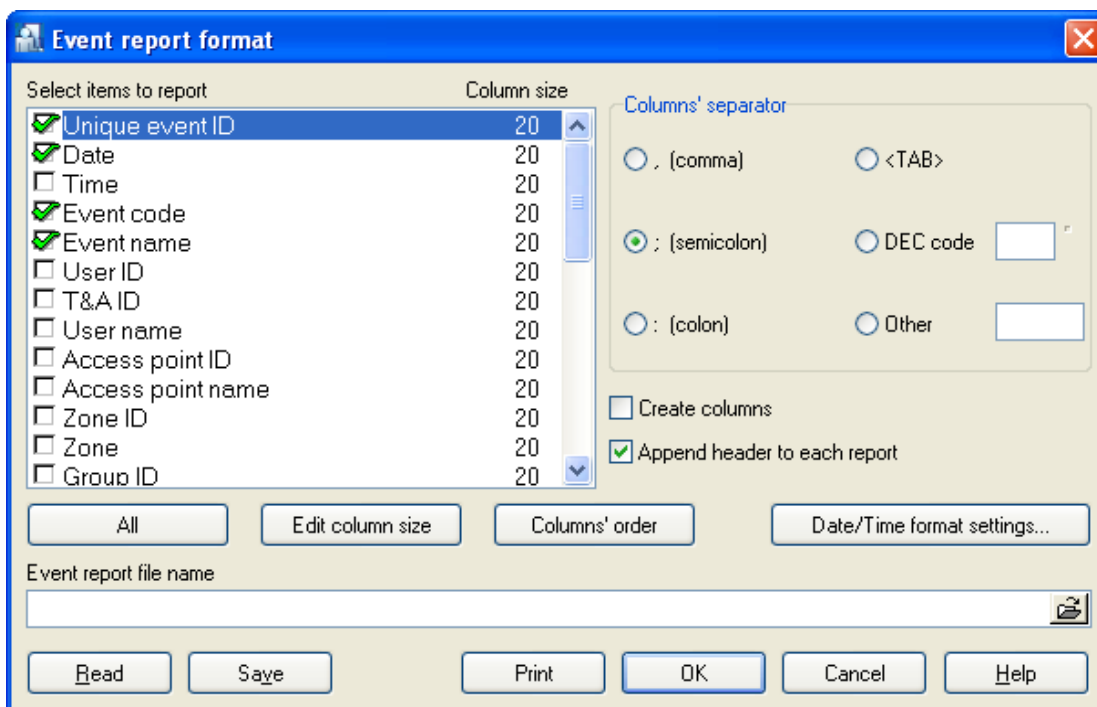 Event report format
Select items to report Column size
Unique event ID 20
Date 20
Time 20
Event code 20
Event name 20
User ID 20
T&A ID 20
User name 20
Access point ID 20
Access point name 20
Zone ID 20
Zone 20
Group ID 20
Columns' separator
, (comma) <TAB>
; (semicolon) DEC code
: (colon) Other
Create columns
Append header to each report
All Edit column size Columns' order Date/Time format settings...
Event report file name
Read Save Print OK Cancel Help